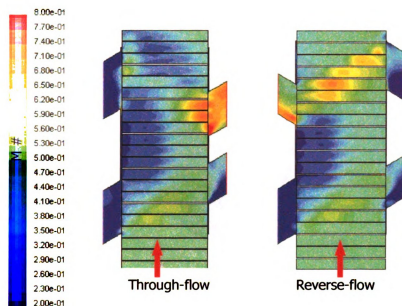 8.00e-01
7.70e-01
7.40e-01
7.10e-01
6.80e-01
6.50e-01
6.20e-01
5.90e-01
5.60e-01
5.30e-01
5.00e-01
4.70e-01
4.40e-01
4.10e-01
3.80e-01
3.50e-01
3.20e-01
2.90e-01
2.60e-01
2.30e-01
2.00e-01
M #
Through-flow
Reverse-flow